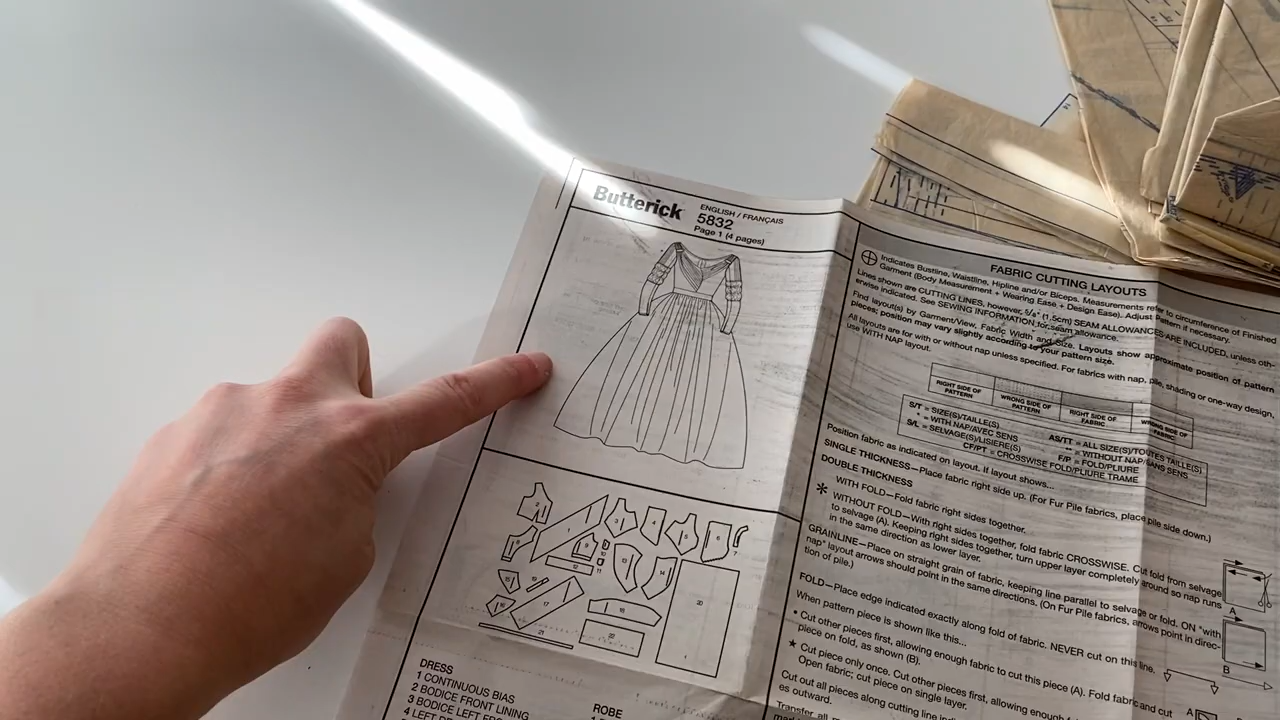 Butterick
ENGLISH / FRANÇAIS
5832
Page 1 (4 pages)
DRESS
1 CONTINUOUS BIAS
2 BODICE FRONT
3 BODICE LEFT
4 LEFT
ROBE
FABRIC CUTTING LAYOUTS
Indicates Bustline, Waistline, Hipline and/or Biceps. Measurements refer to circumference of Finished
Garment (Body Measurement + Wearing Ease + Design Ease). Adjust pattern if necessary.
Lines shown are CUTTING LINES, however, 5/8" (1.5cm) SEAM ALLOWANCES ARE INCLUDED, unless oth-
erwise indicated. See SEWING INFORMATION for seam allowance.
Find layout(s) by Garment/View, Fabric Width and Size. Layouts show approximate position of pattern
pieces; position may vary slightly according to your pattern size.
All layouts are for with or without nap unless specified. For fabrics with nap, pile, shading or one-way design,
use WITH NAP layout.
RIGHT SIDE OF PATTERN
WRONG SIDE OF PATTERN
RIGHT SIDE OF FABRIC
WRONG SIDE OF FABRIC
S/T = SIZE(S)/TAILLE(S)
* = WITH NAP/AVEC SENS
S/L = SELVAGE(S)/LISIERE(S)
AS/TT = ALL SIZE(S)/TOUTES TAILLE(S)
** = WITHOUT NAP/SANS SENS
F/P = FOLD/PLIURE
CF/PT = CROSSWISE FOLD/PLIURE TRAME
Position fabric as indicated on layout. If layout shows...
SINGLE THICKNESS—Place fabric right side up. (For Fur Pile fabrics, place pile side down.)
DOUBLE THICKNESS
WITH FOLD—Fold fabric right sides together.
* WITHOUT FOLD—With right sides together, fold fabric CROSSWISE. Cut fold from selvage
to selvage (A). Keeping right sides together, turn upper layer completely around so nap runs
in the same direction as lower layer.
GRAINLINE—Place on straight grain of fabric, keeping line parallel to selvage or fold. ON "with
nap" layout arrows should point in the same directions. (On Fur Pile fabrics, arrows point in direc-
tion of pile.)
FOLD—Place edge indicated exactly along fold of fabric. NEVER cut on this line.
When pattern piece is shown like this...
• Cut other pieces first, allowing enough fabric to cut this piece (A). Fold fabric and cut
piece on fold, as shown (B).
★ Cut piece only once. Cut other pieces first, allowing enough
Open fabric; cut piece on single layer.
Cut out all pieces along cutting line
es outward.
Transfer all
A
B
A